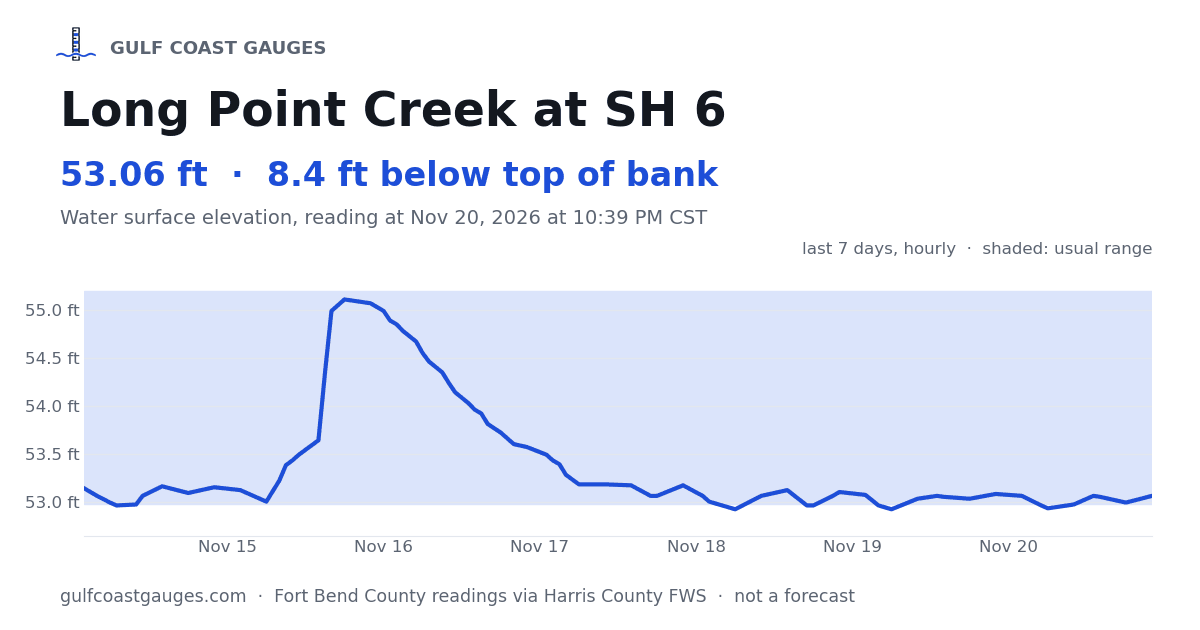 GULF COAST GAUGES
Long Point Creek at SH 6
53.06 ft · 8.4 ft below top of bank
Water surface elevation, reading at Nov 20, 2026 at 10:39 PM CST
last 7 days, hourly · shaded: usual range
55.0 ft
54.5 ft
54.0 ft
53.5 ft
53.0 ft
Nov 15 Nov 16 Nov 17 Nov 18 Nov 19 Nov 20
gulfcoastgauges.com · Fort Bend County readings via Harris County FWS · not a forecast